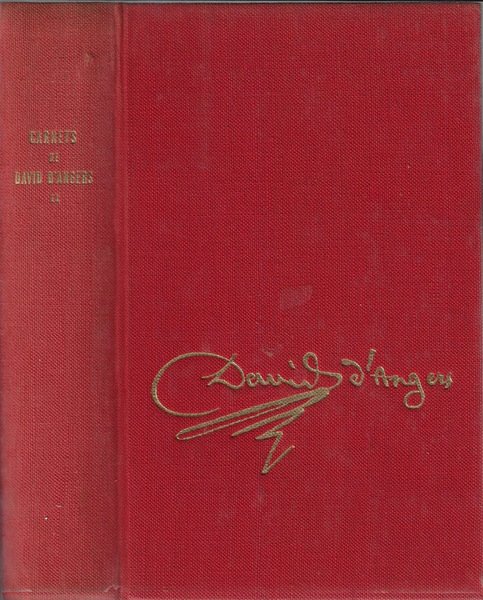 CARNETS
DE
DAVID D'ANGERS
II
David d'Angers